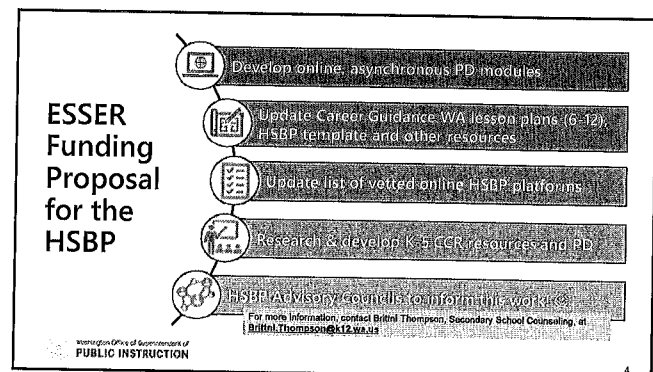 ESSER
Funding
Proposal
for the
HSBP
Develop online, asynchronous PD modules
Update Career Guidance WA lesson plans (6-12),
HSBP template and other resources
Update list of vetted online HSBP platforms
Research & develop K-5 CCR resources and PD
HSBP Advisory Councils to inform this work!
For more information, contact Brittni Thompson, Secondary School Counseling, at
Brittni.Thompson@k12.wa.us
Washington Office of Superintendent of
PUBLIC INSTRUCTION
4